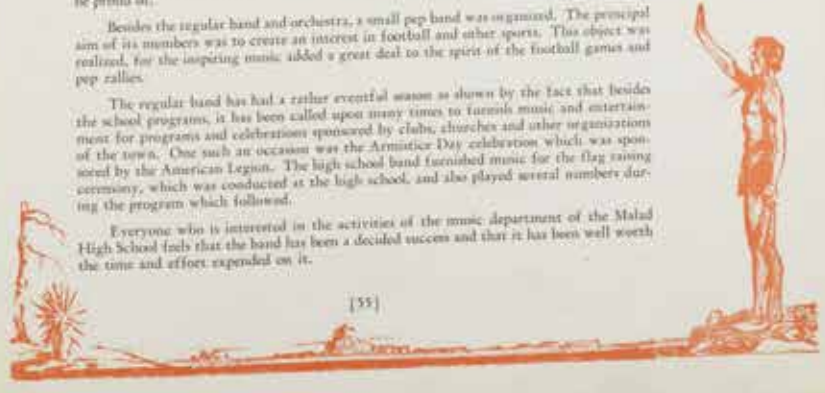 be proud of.
Besides the regular band and orchestra, a small pep band was organized. The principal
aim of its members was to create an interest in football and other sports. This object was
realized, for the inspiring music added a great deal to the spirit of the football games and
pep rallies.
The regular band has had a rather eventful season as shown by the fact that besides
the school programs, it has been called upon many times to furnish music and entertain-
ment for programs and celebrations sponsored by clubs, churches and other organizations
of the town. One such an occasion was the Armistice Day celebration which was spon-
sored by the American Legion. The high school band furnished music for the flag raising
ceremony, which was conducted at the high school, and also played several numbers dur-
ing the program which followed.
Everyone who is interested in the activities of the music department of the Malad
High School feels that the band has been a decided success and that it has been well worth
the time and effort expended on it.
[55]